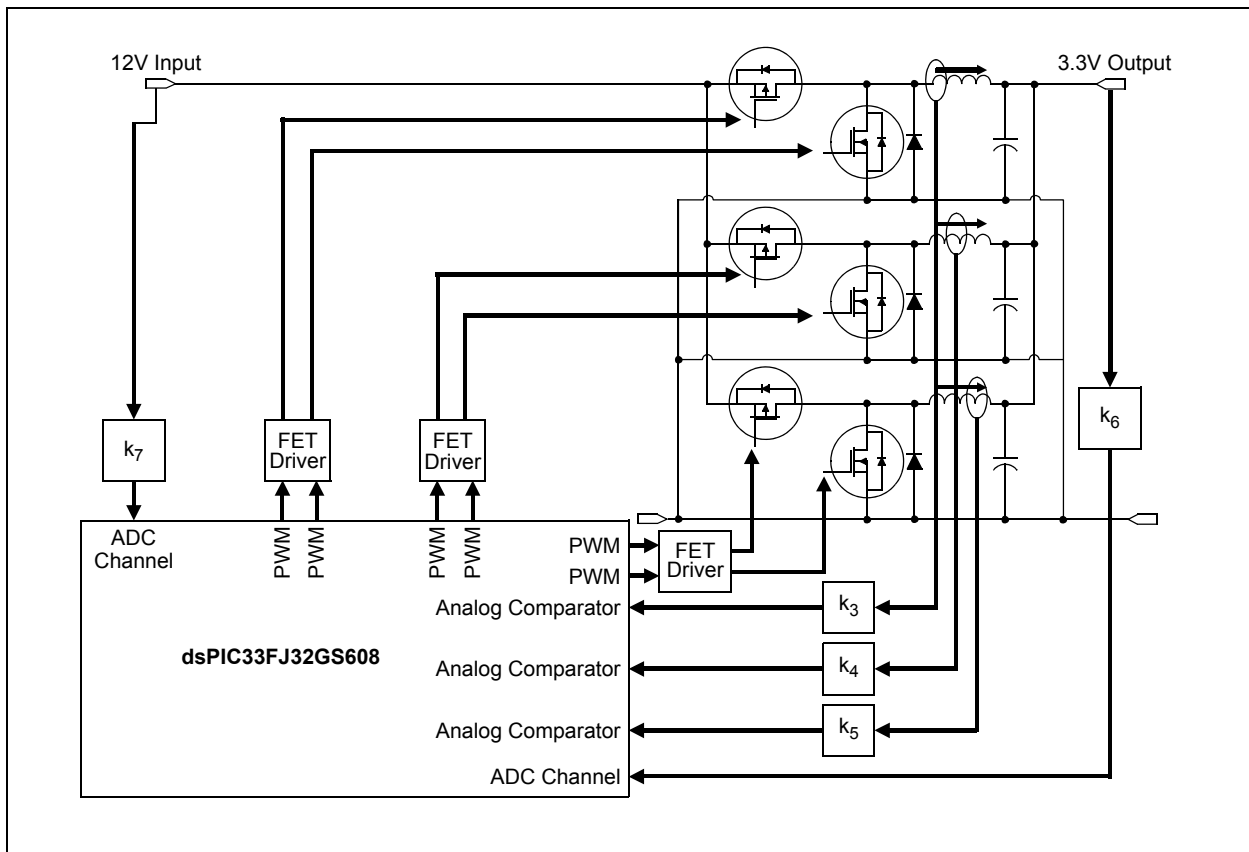 12V Input
3.3V Output
k7
FET
Driver
FET
Driver
k6
ADC
Channel
PWM
PWM
PWM
PWM
PWM
PWM
FET
Driver
Analog Comparator
k3
dsPIC33FJ32GS608
Analog Comparator
k4
Analog Comparator
k5
ADC Channel